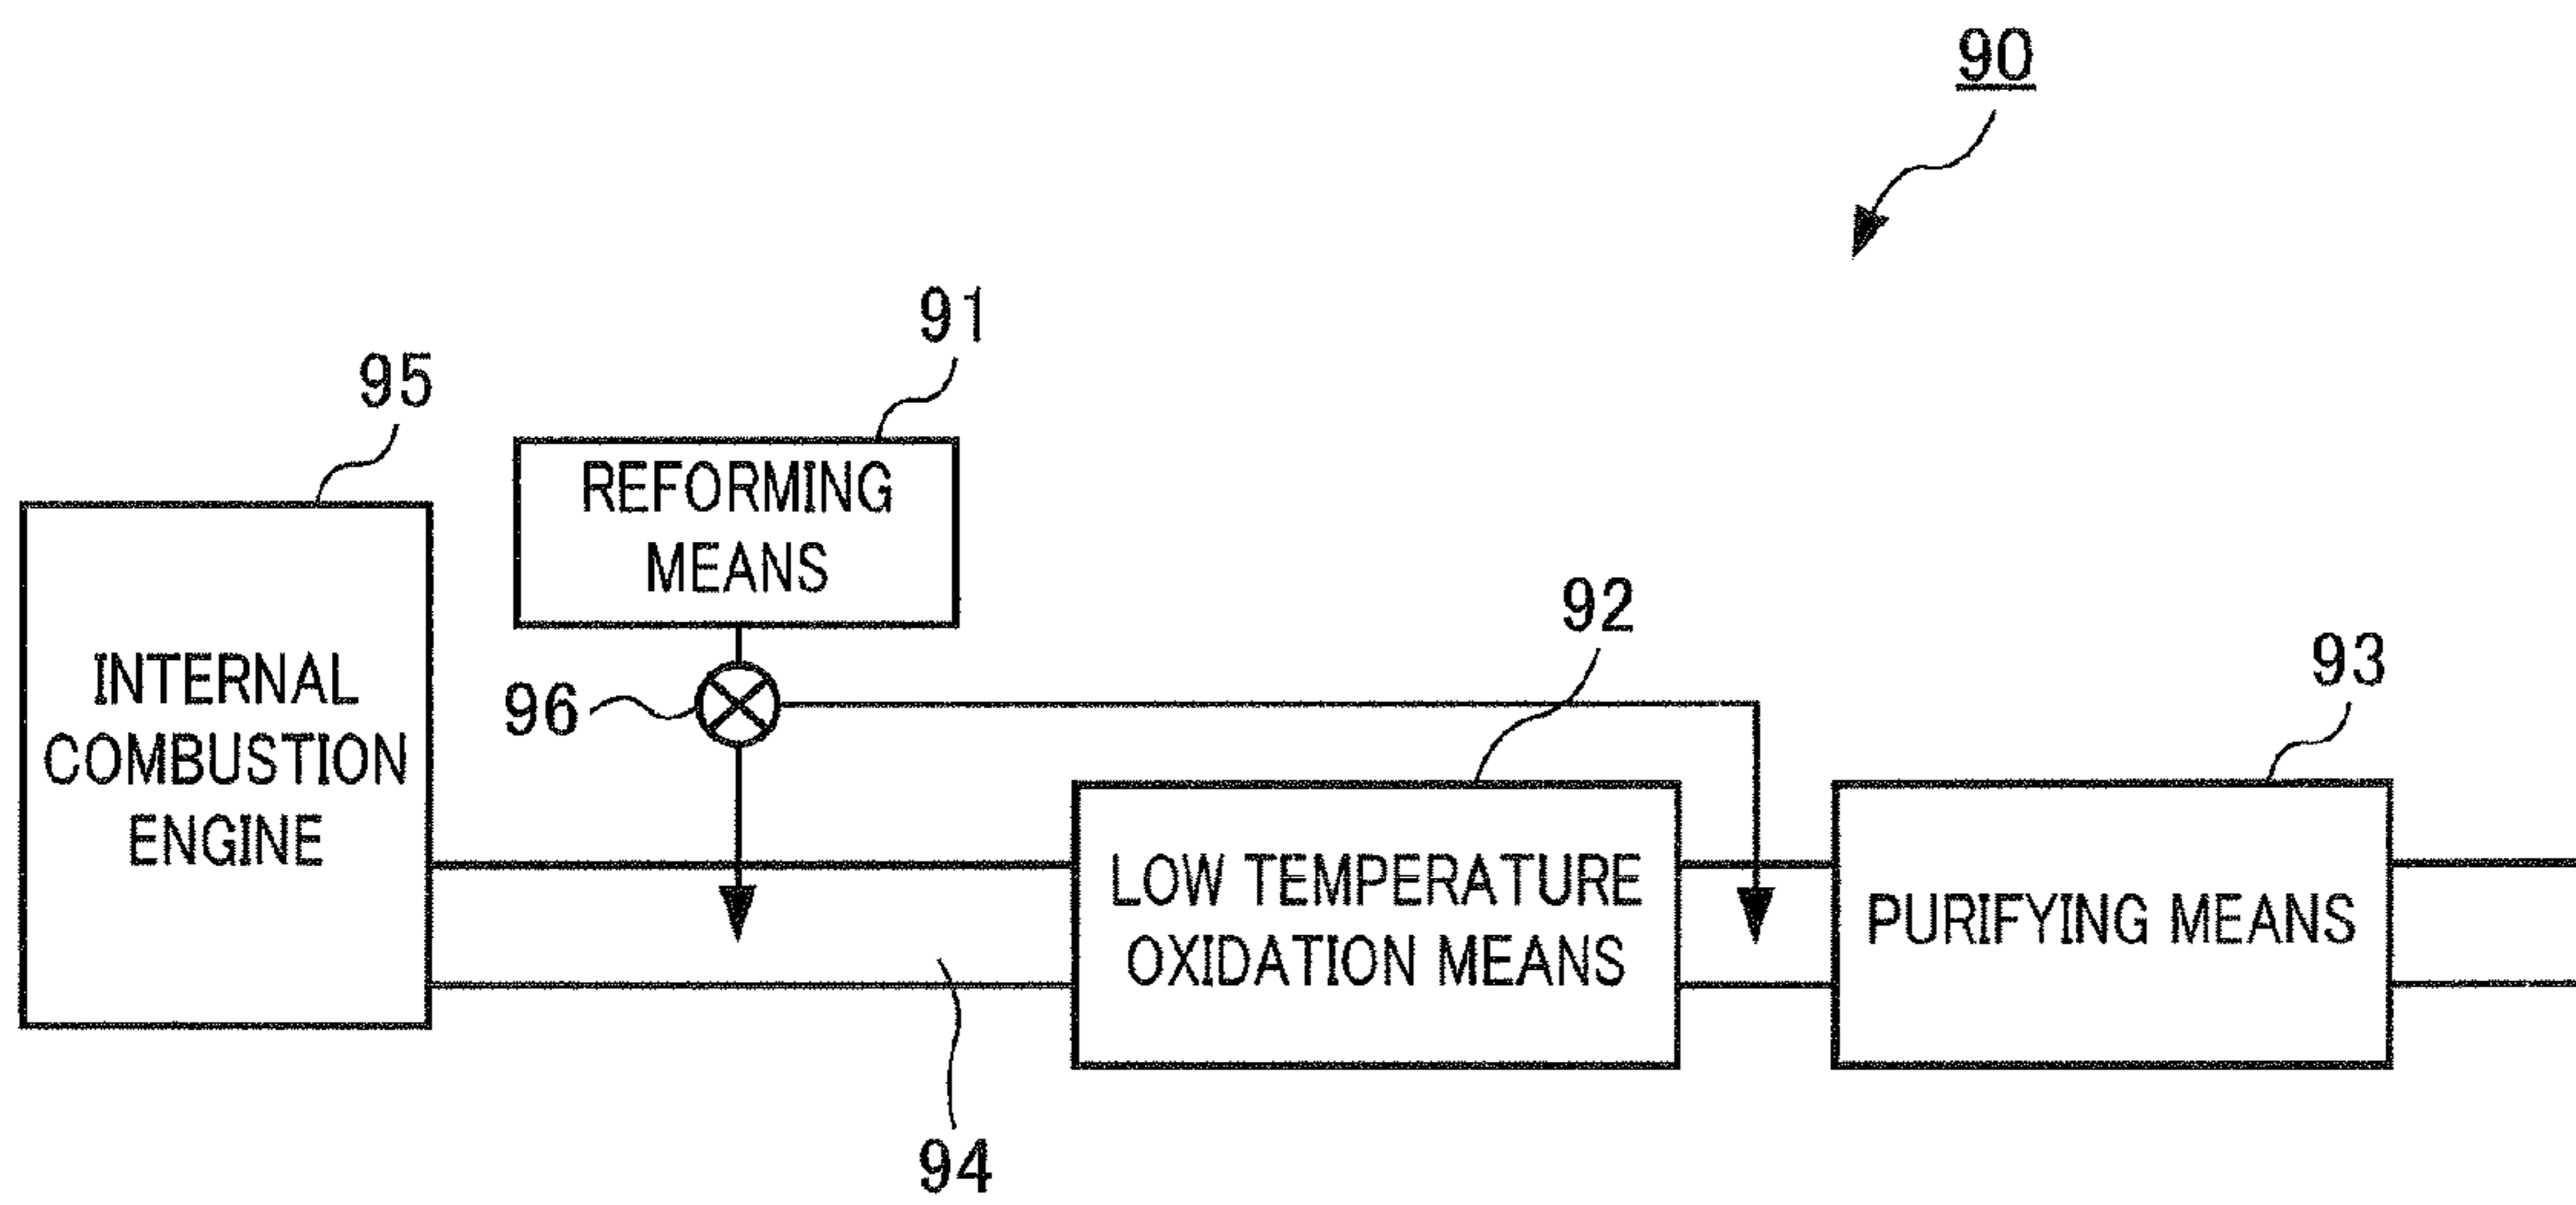 90
91
95
REFORMING
MEANS
92
93
96
INTERNAL
COMBUSTION
ENGINE
LOW TEMPERATURE
OXIDATION MEANS
PURIFYING MEANS
94